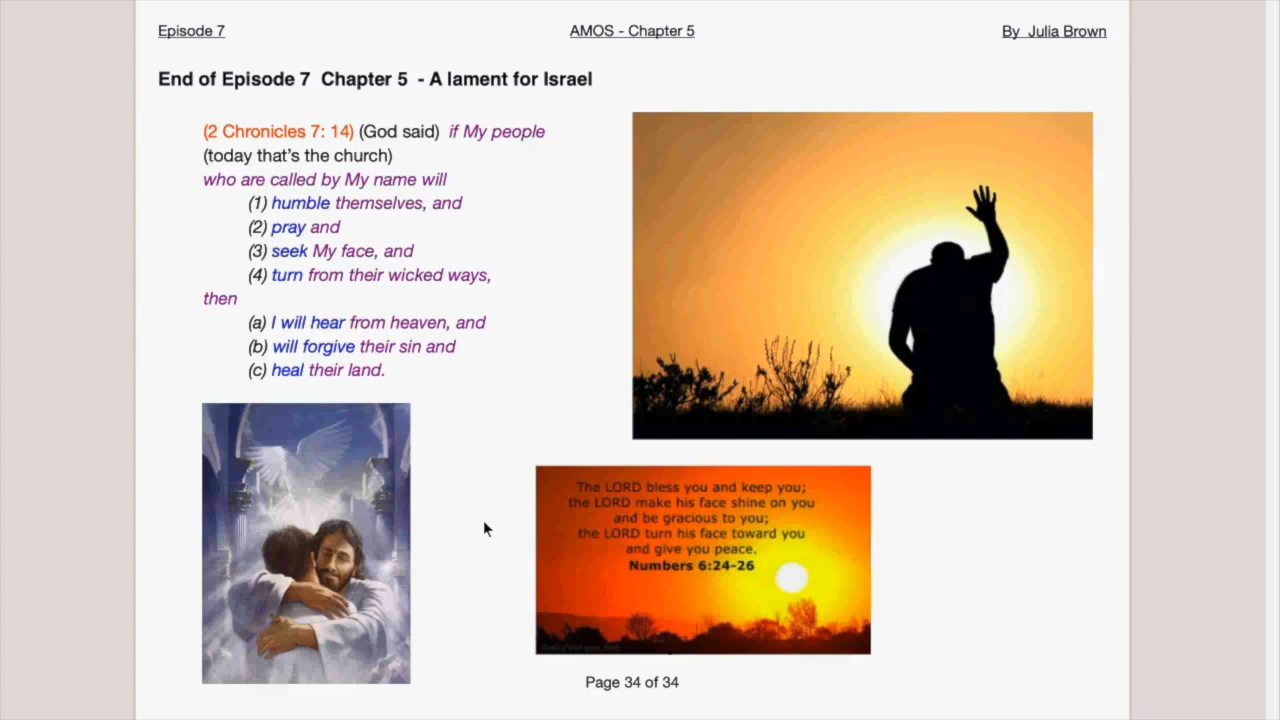 Episode 7
AMOS - Chapter 5
By Julia Brown
End of Episode 7 Chapter 5 - A lament for Israel
(2 Chronicles 7: 14) (God said) if My people
(today that's the church)
who are called by My name will
(1) humble themselves, and
(2) pray and
(3) seek My face, and
(4) turn from their wicked ways,
then
(a) I will hear from heaven, and
(b) will forgive their sin and
(c) heal their land.
The LORD bless you and keep you;
the LORD make his face shine on you
and be gracious to you;
the LORD turn his face toward you
and give you peace.
Numbers 6:24-26
Page 34 of 34